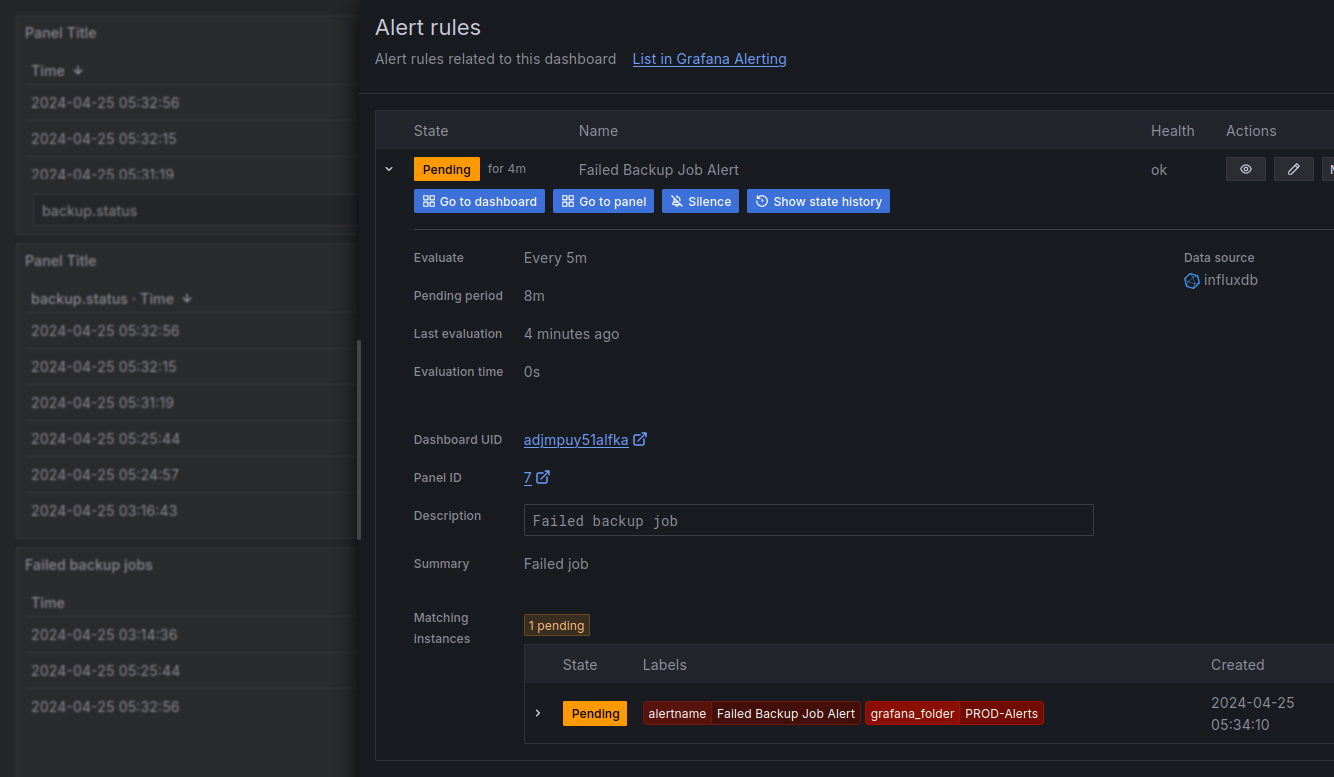 Panel Title
Time
2024-04-25 05:32:56
2024-04-25 05:32:15
2024-04-25 05:31:19
backup.status
Panel Title
backup.status · Time
2024-04-25 05:32:56
2024-04-25 05:32:15
2024-04-25 05:31:19
2024-04-25 05:25:44
2024-04-25 05:24:57
2024-04-25 03:16:43
Failed backup jobs
Time
2024-04-25 03:14:36
2024-04-25 05:25:44
2024-04-25 05:32:56
Alert rules
Alert rules related to this dashboard List in Grafana Alerting
State Name Health Actions
Pending for 4m Failed Backup Job Alert ok
Go to dashboard Go to panel Silence Show state history
Evaluate Every 5m
Data source
influxdb
Pending period 8m
Last evaluation 4 minutes ago
Evaluation time 0s
Dashboard UID adjmpuy51alfka
Panel ID 7
Description Failed backup job
Summary Failed job
Matching instances 1 pending
State Labels Created
Pending alertname Failed Backup Job Alert grafana_folder PROD-Alerts 2024-04-25
05:34:10